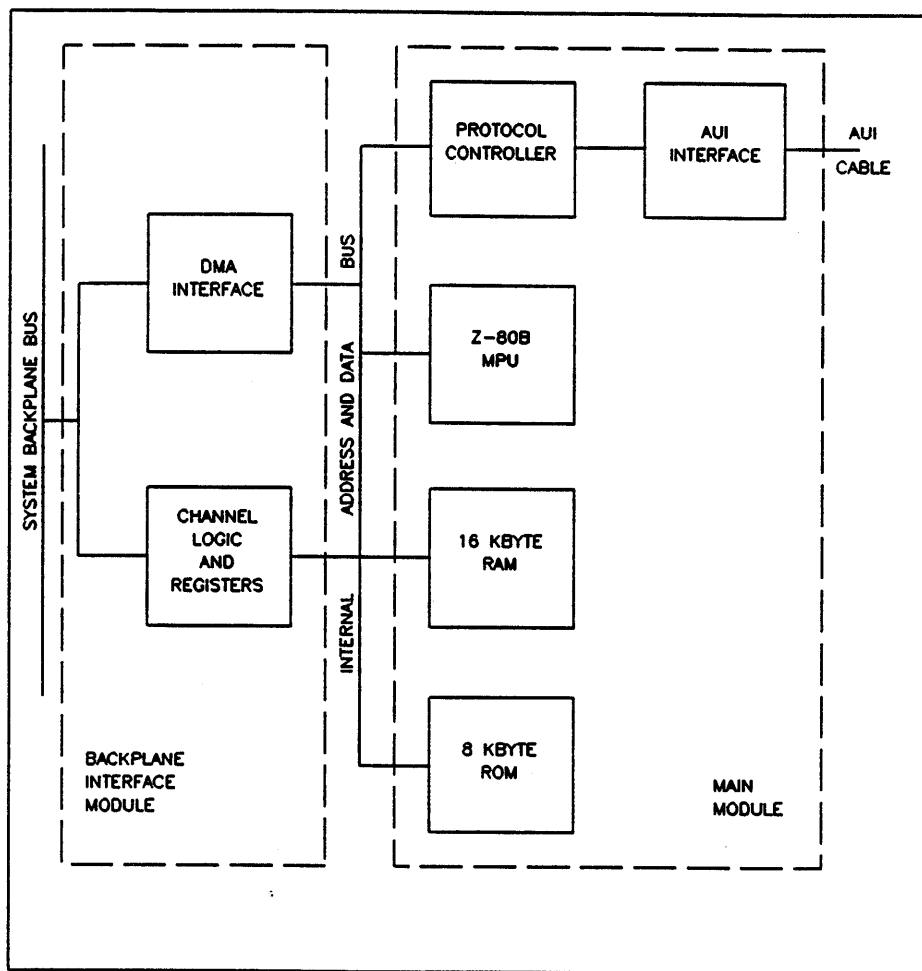 PROTOCOL
CONTROLLER
AUI
INTERFACE
AUI
CABLE
DMA
INTERFACE
Z-80B
MPU
SYSTEM BACKPLANE BUS
INTERNAL ADDRESS AND DATA BUS
CHANNEL
LOGIC
AND
REGISTERS
16 KBYTE
RAM
8 KBYTE
ROM
BACKPLANE
INTERFACE
MODULE
MAIN
MODULE